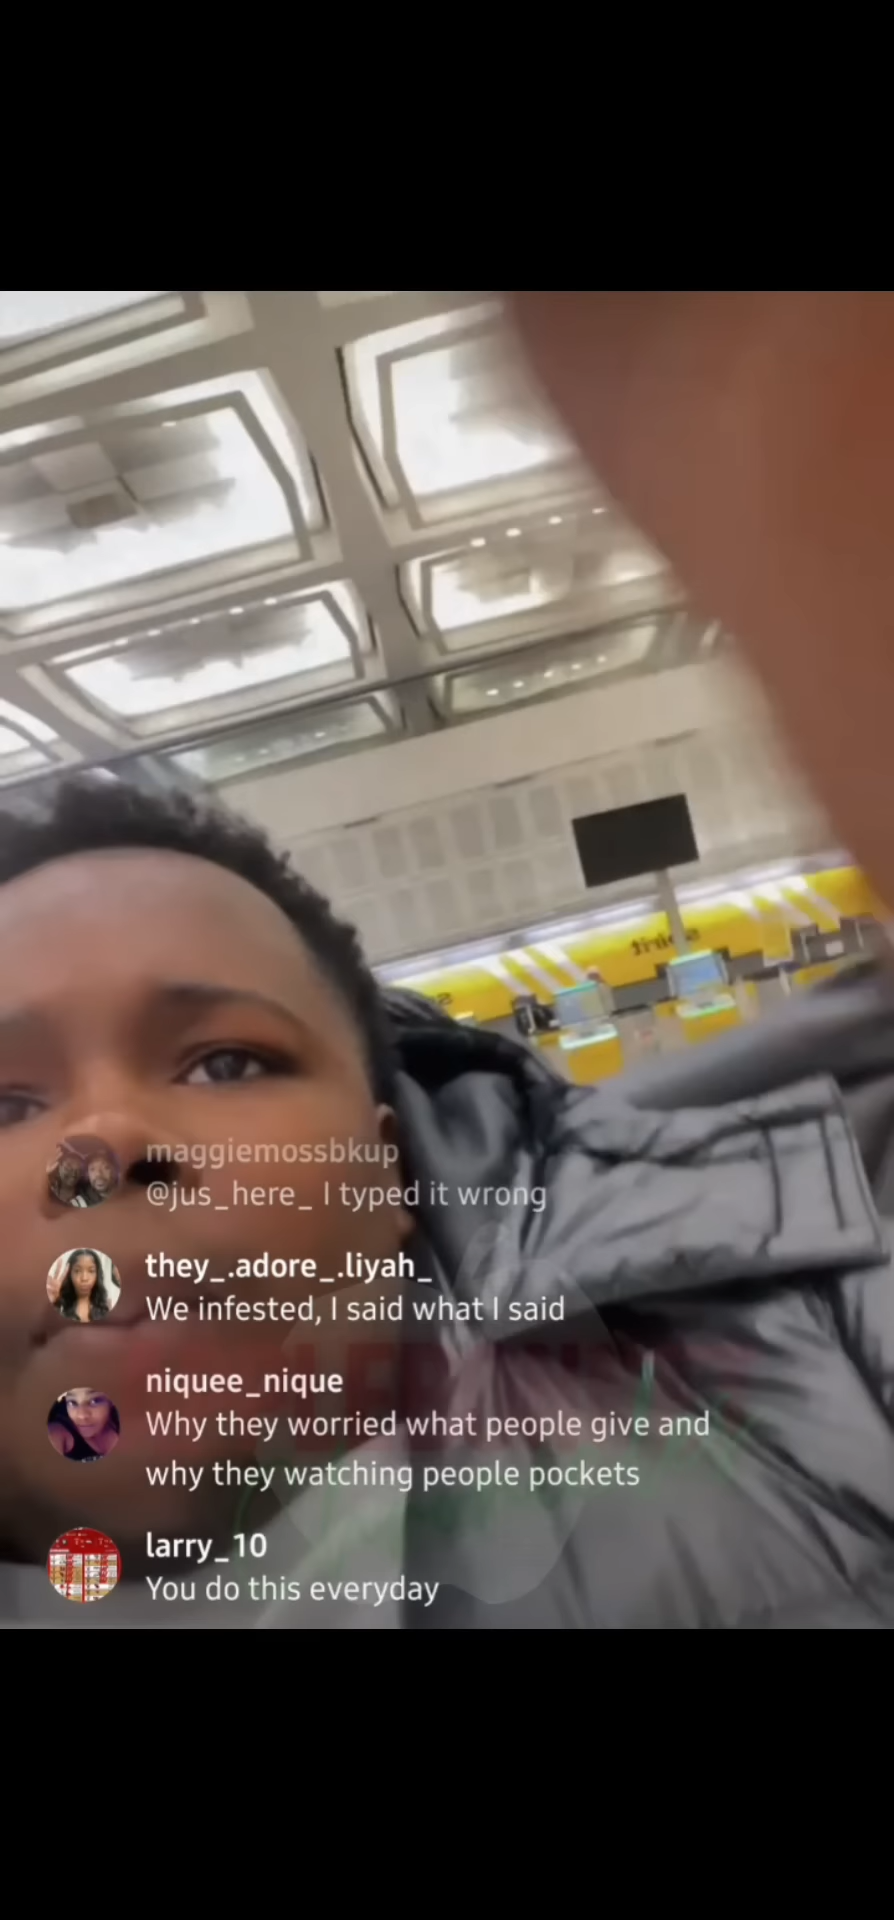 spirit
maggiemossbkup
@jus_here_ I typed it wrong
they_.adore_.liyah_
We infested, I said what I said
niquee_nique
Why they worried what people give and
why they watching people pockets
larry_10
You do this everyday